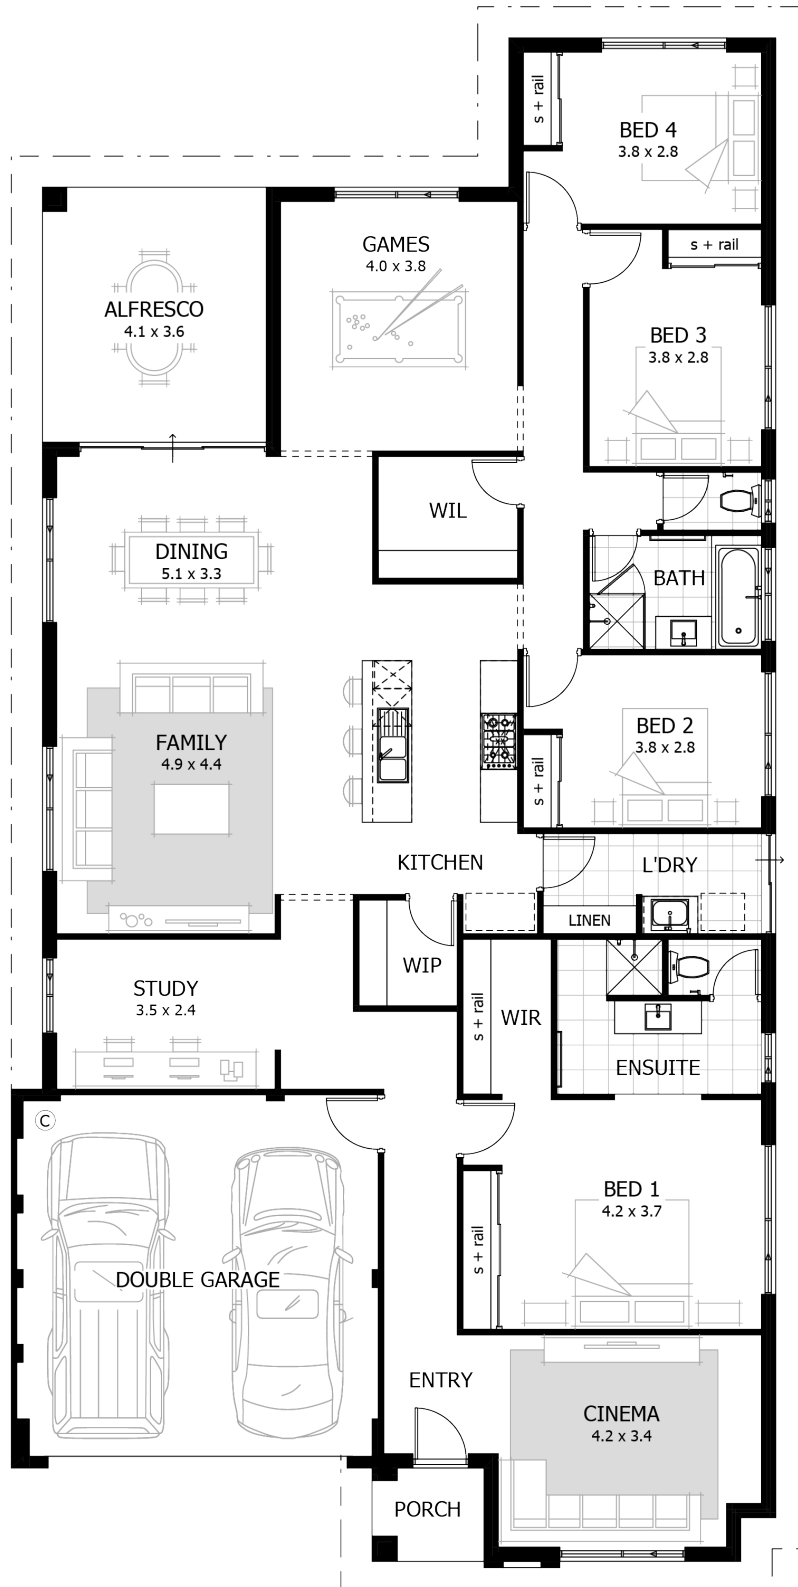 s + rail
BED 4
3.8 x 2.8
GAMES
4.0 x 3.8
s + rail
ALFRESCO
4.1 x 3.6
BED 3
3.8 x 2.8
WIL
DINING
5.1 x 3.3
BATH
FAMILY
4.9 x 4.4
BED 2
3.8 x 2.8
s + rail
KITCHEN
L'DRY
LINEN
WIP
STUDY
3.5 x 2.4
s + rail
WIR
ENSUITE
C
BED 1
4.2 x 3.7
s + rail
DOUBLE GARAGE
ENTRY
CINEMA
4.2 x 3.4
PORCH